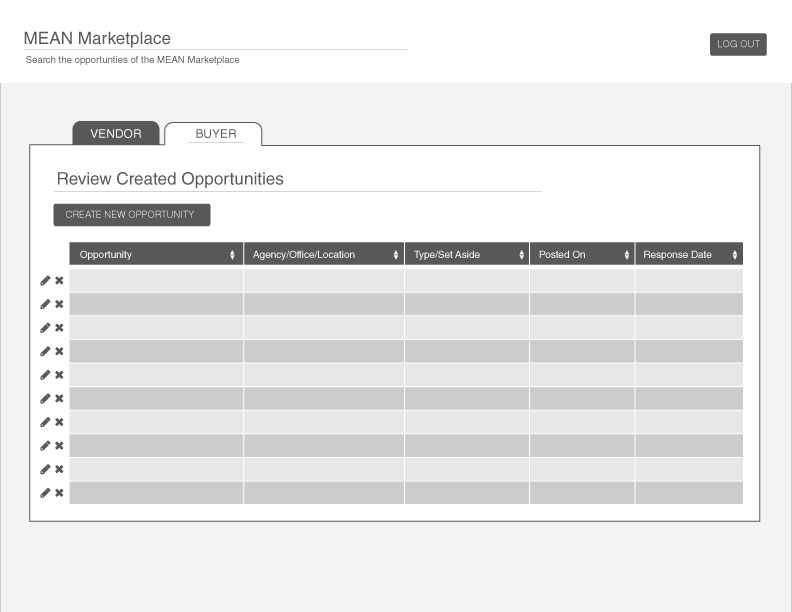 MEAN Marketplace
Search the opportunties of the MEAN Marketplace
LOG OUT
VENDOR
BUYER
Review Created Opportunities
CREATE NEW OPPORTUNITY
Opportunity
Agency/Office/Location
Type/Set Aside
Posted On
Response Date